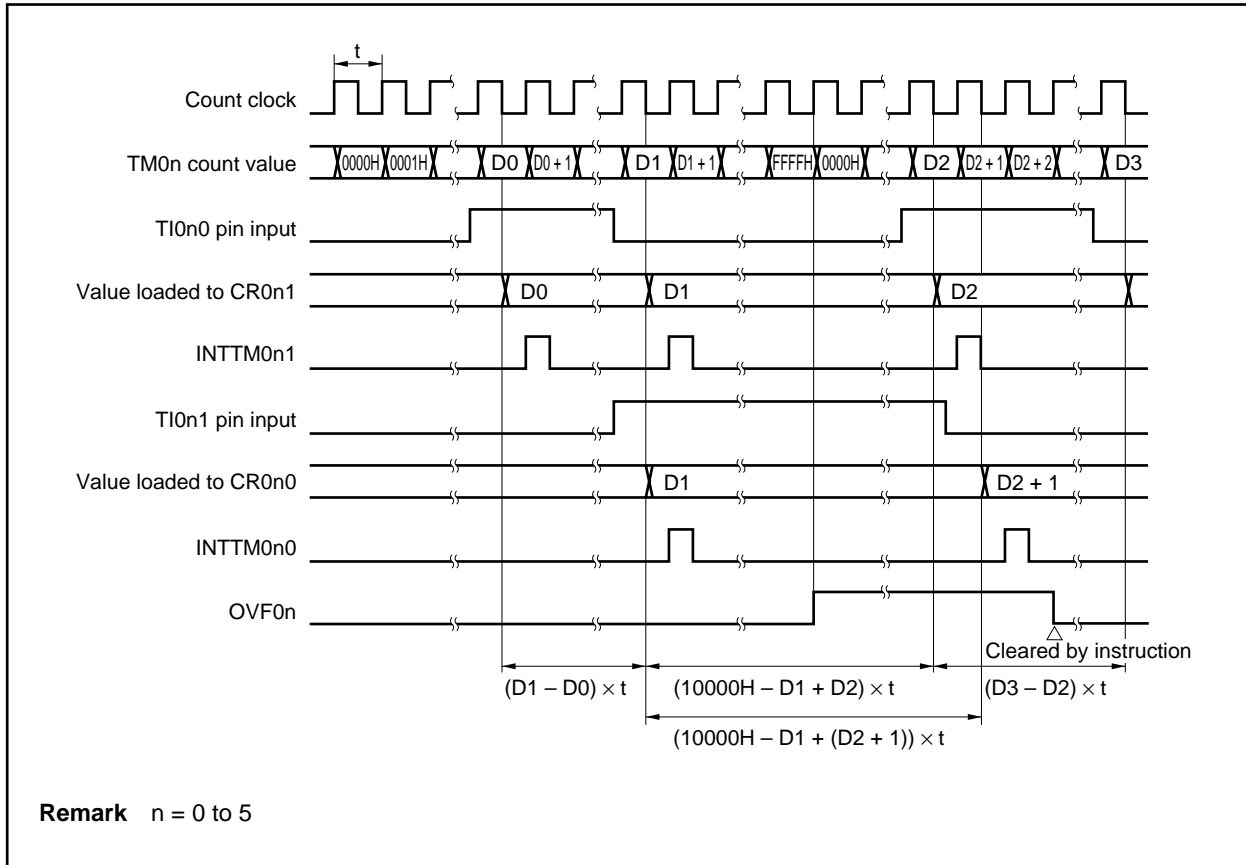 t
Count clock
TM0n count value 0000H 0001H D0 D0 + 1 D1 D1 + 1 FFFFH 0000H D2 D2 + 1 D2 + 2 D3
TI0n0 pin input
Value loaded to CR0n1 D0 D1 D2
INTTM0n1
TI0n1 pin input
Value loaded to CR0n0 D1 D2 + 1
INTTM0n0
OVF0n
Cleared by instruction
(D1 – D0) × t (10000H – D1 + D2) × t (D3 – D2) × t
(10000H – D1 + (D2 + 1)) × t
Remark n = 0 to 5